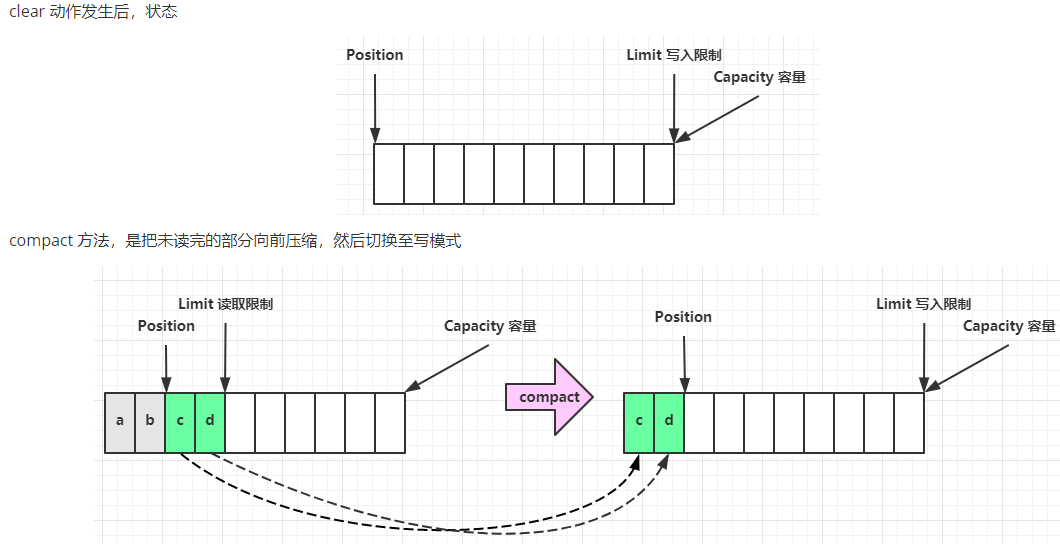 clear 动作发生后，状态
Position
Limit 写入限制
Capacity 容量
compact 方法，是把未读完的部分向前压缩，然后切换至写模式
Limit 读取限制
Position
Capacity 容量
a b c d
compact
Limit 写入限制
Position
Capacity 容量
c d